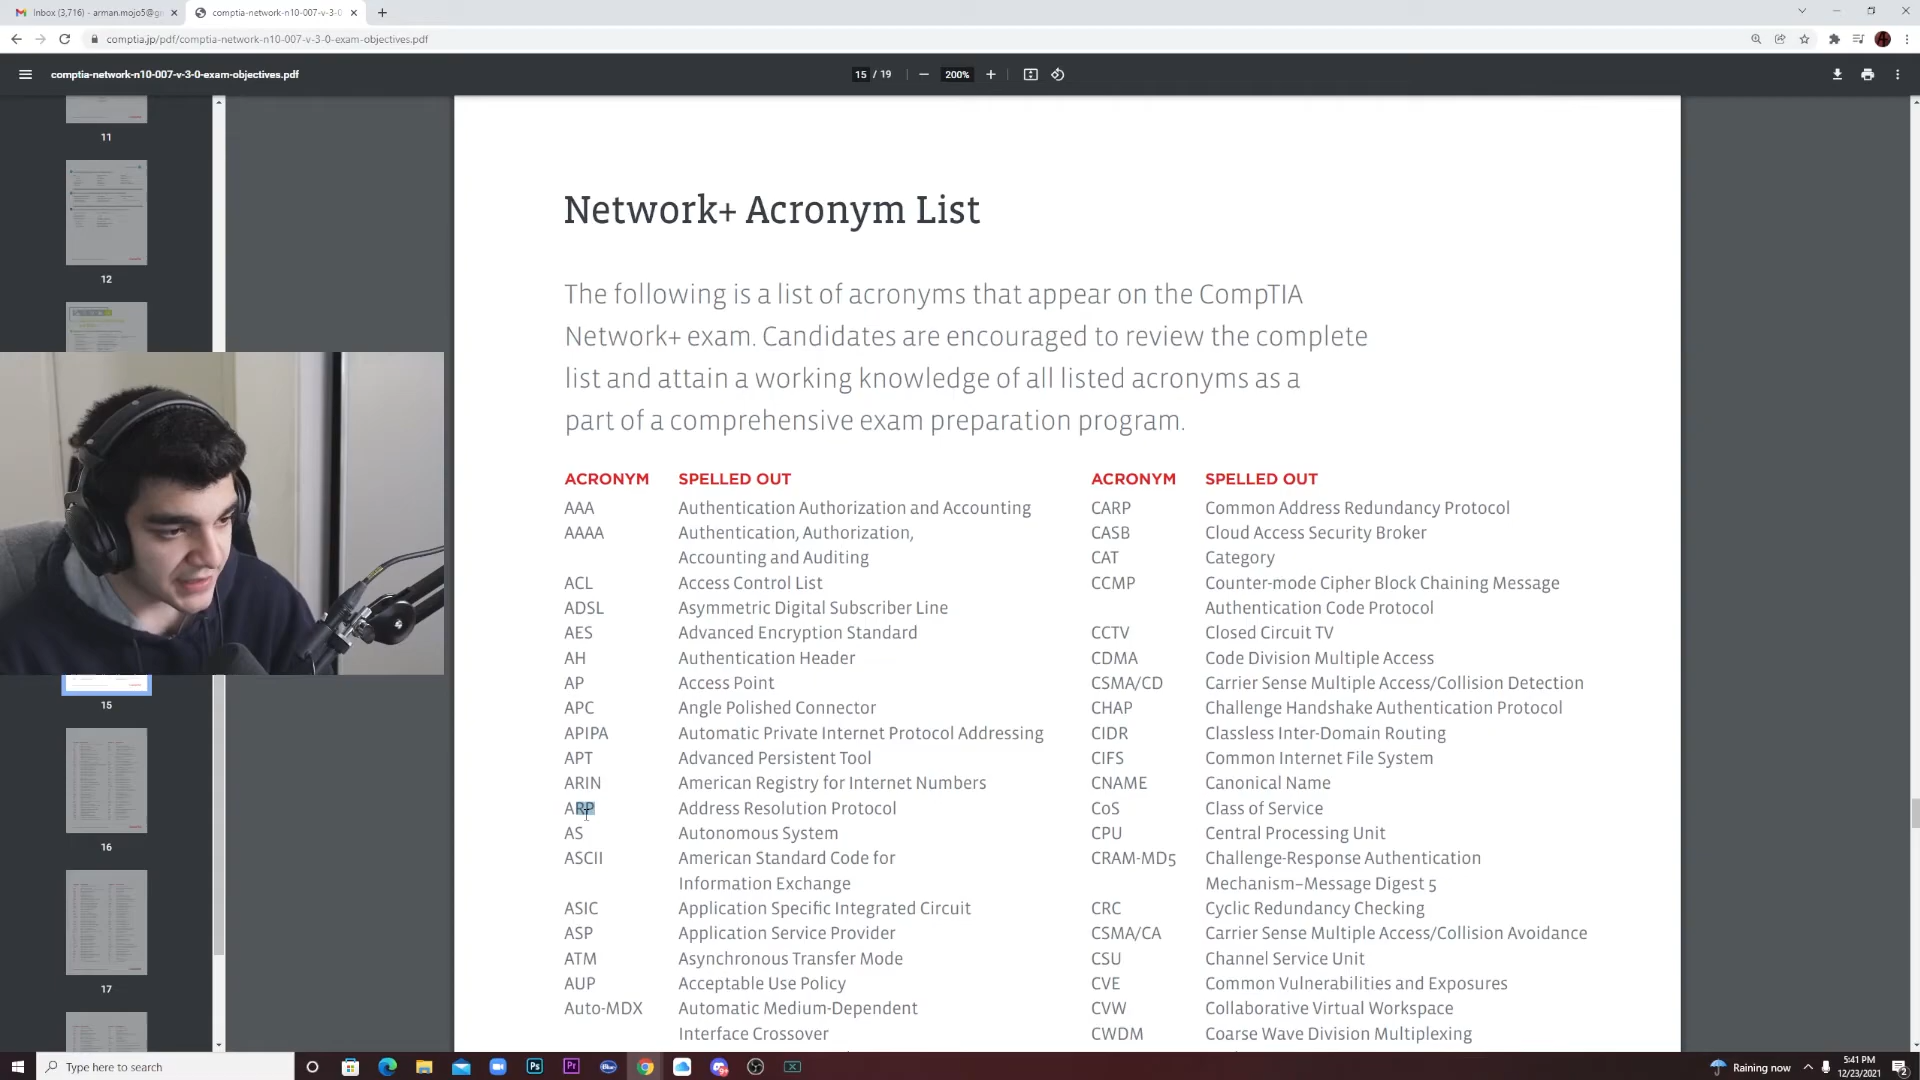 Inbox (3,716) - arman.mojo5@g
comptia-network-n10-007-v-3-0
comptia.jp/pdf/comptia-network-n10-007-v-3-0-exam-objectives.pdf
comptia-network-n10-007-v-3-0-exam-objectives.pdf
15 / 19
200%
11
12
15
16
17
Network+ Acronym List
The following is a list of acronyms that appear on the CompTIA
Network+ exam. Candidates are encouraged to review the complete
list and attain a working knowledge of all listed acronyms as a
part of a comprehensive exam preparation program.
ACRONYM SPELLED OUT
AAA Authentication Authorization and Accounting
AAAA Authentication, Authorization,
Accounting and Auditing
ACL Access Control List
ADSL Asymmetric Digital Subscriber Line
AES Advanced Encryption Standard
AH Authentication Header
AP Access Point
APC Angle Polished Connector
APIPA Automatic Private Internet Protocol Addressing
APT Advanced Persistent Tool
ARIN American Registry for Internet Numbers
ARP Address Resolution Protocol
AS Autonomous System
ASCII American Standard Code for
Information Exchange
ASIC Application Specific Integrated Circuit
ASP Application Service Provider
ATM Asynchronous Transfer Mode
AUP Acceptable Use Policy
Auto-MDX Automatic Medium-Dependent
Interface Crossover
ACRONYM SPELLED OUT
CARP Common Address Redundancy Protocol
CASB Cloud Access Security Broker
CAT Category
CCMP Counter-mode Cipher Block Chaining Message
Authentication Code Protocol
CCTV Closed Circuit TV
CDMA Code Division Multiple Access
CSMA/CD Carrier Sense Multiple Access/Collision Detection
CHAP Challenge Handshake Authentication Protocol
CIDR Classless Inter-Domain Routing
CIFS Common Internet File System
CNAME Canonical Name
CoS Class of Service
CPU Central Processing Unit
CRAM-MD5 Challenge-Response Authentication
Mechanism–Message Digest 5
CRC Cyclic Redundancy Checking
CSMA/CA Carrier Sense Multiple Access/Collision Avoidance
CSU Channel Service Unit
CVE Common Vulnerabilities and Exposures
CVW Collaborative Virtual Workspace
CWDM Coarse Wave Division Multiplexing
Type here to search
Ps
Pr
Blue
Raining now
5:41 PM
12/23/2021
2